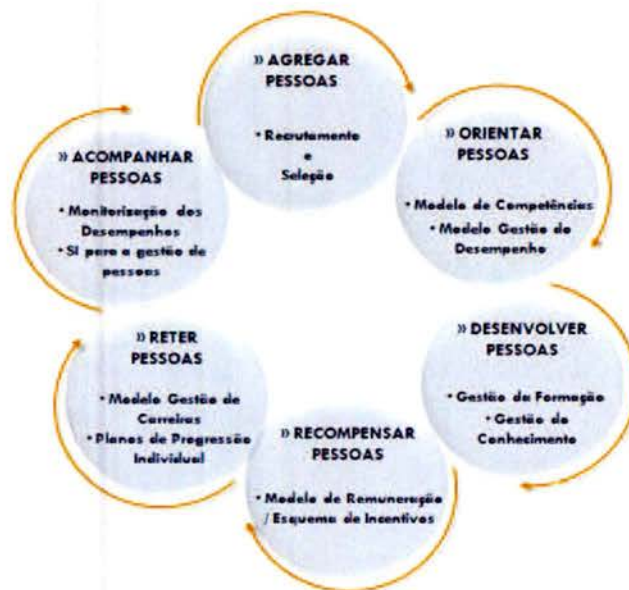 » AGREGAR
PESSOAS
• Recrutamento
e
Seleção
» ORIENTAR
PESSOAS
• Modelo de Competências
• Modelo Gestão do
Desempenho
» DESENVOLVER
PESSOAS
• Gestão da Formação
• Gestão do
Conhecimento
» RECOMPENSAR
PESSOAS
• Modelo de Remuneração
/ Esquema de Incentivos
» RETER
PESSOAS
• Modelo Gestão de
Carreiras
• Planos de Progressão
Individual
» ACOMPANHAR
PESSOAS
• Monitorização dos
Desempenhos
• SI para a gestão de
pessoas